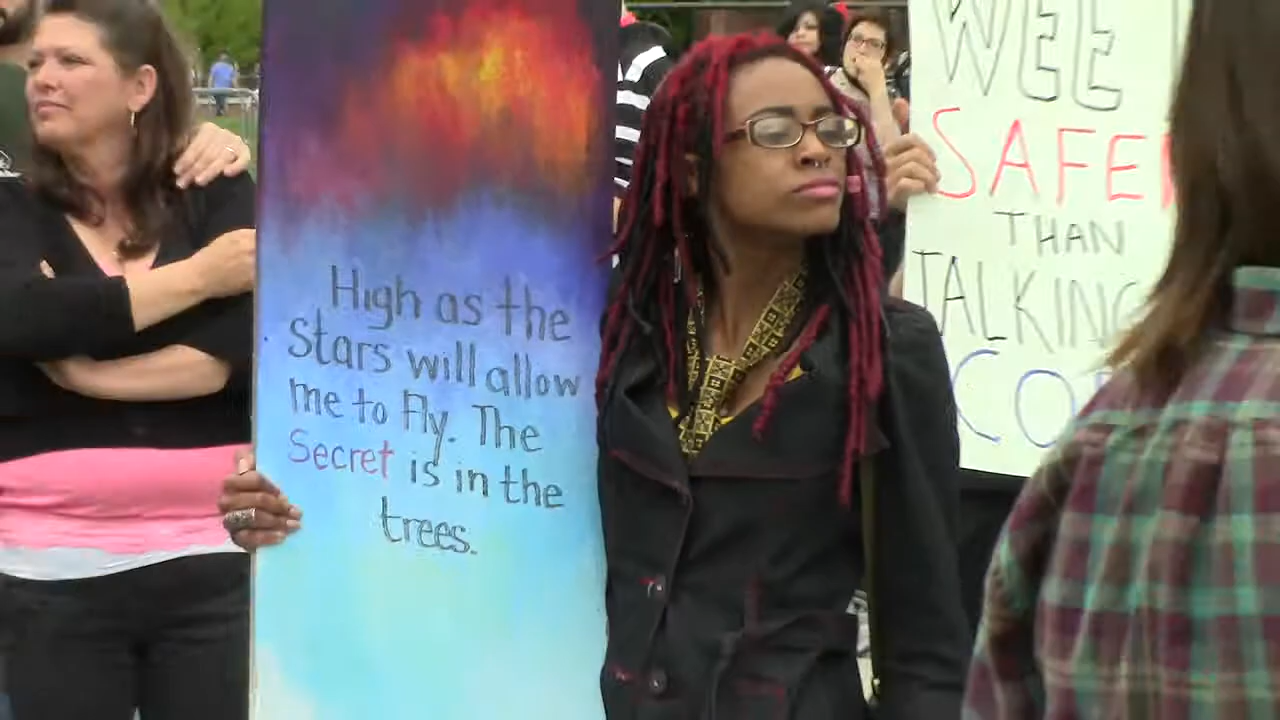 High as the
stars will allow
me to Fly. The
Secret is in the
trees.
WEE
SAFE
THAN
TALKING
CO